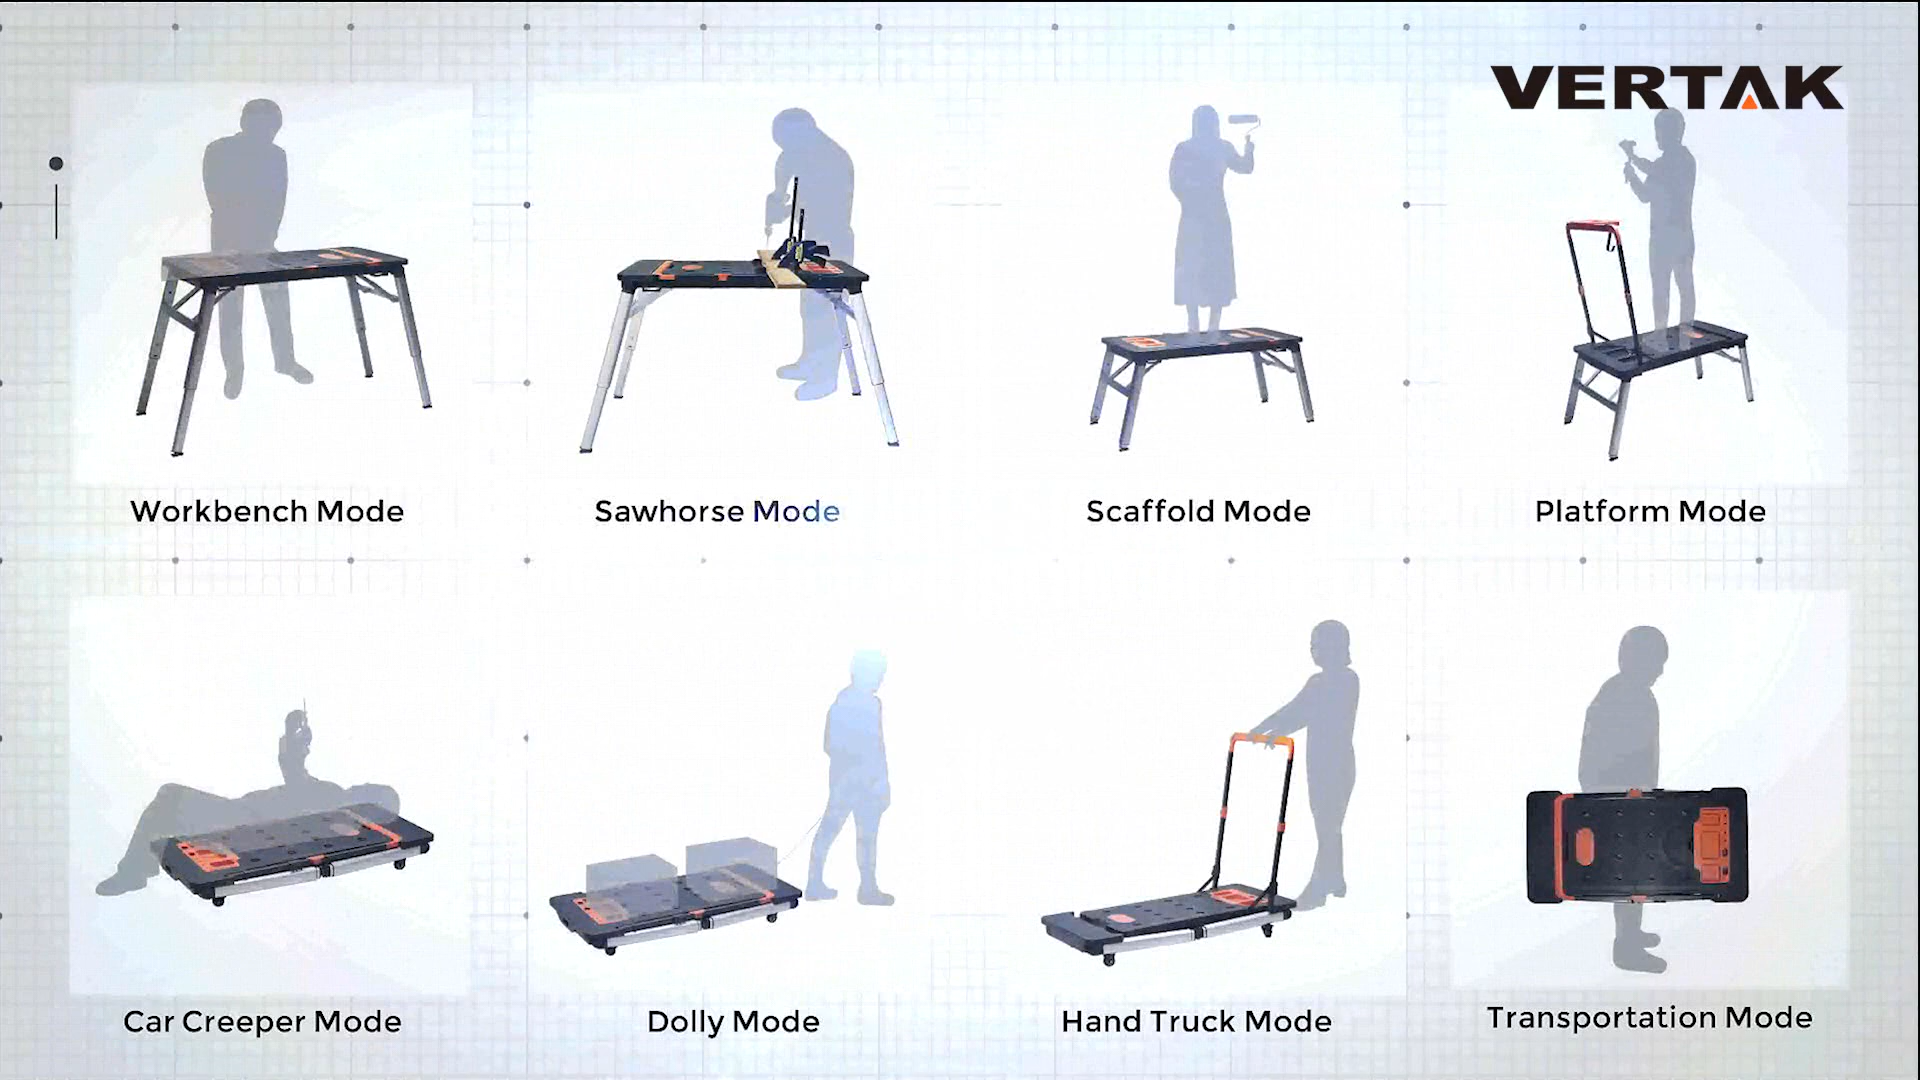 VERTAK
Workbench Mode
Sawhorse Mode
Scaffold Mode
Platform Mode
Car Creeper Mode
Dolly Mode
Hand Truck Mode
Transportation Mode